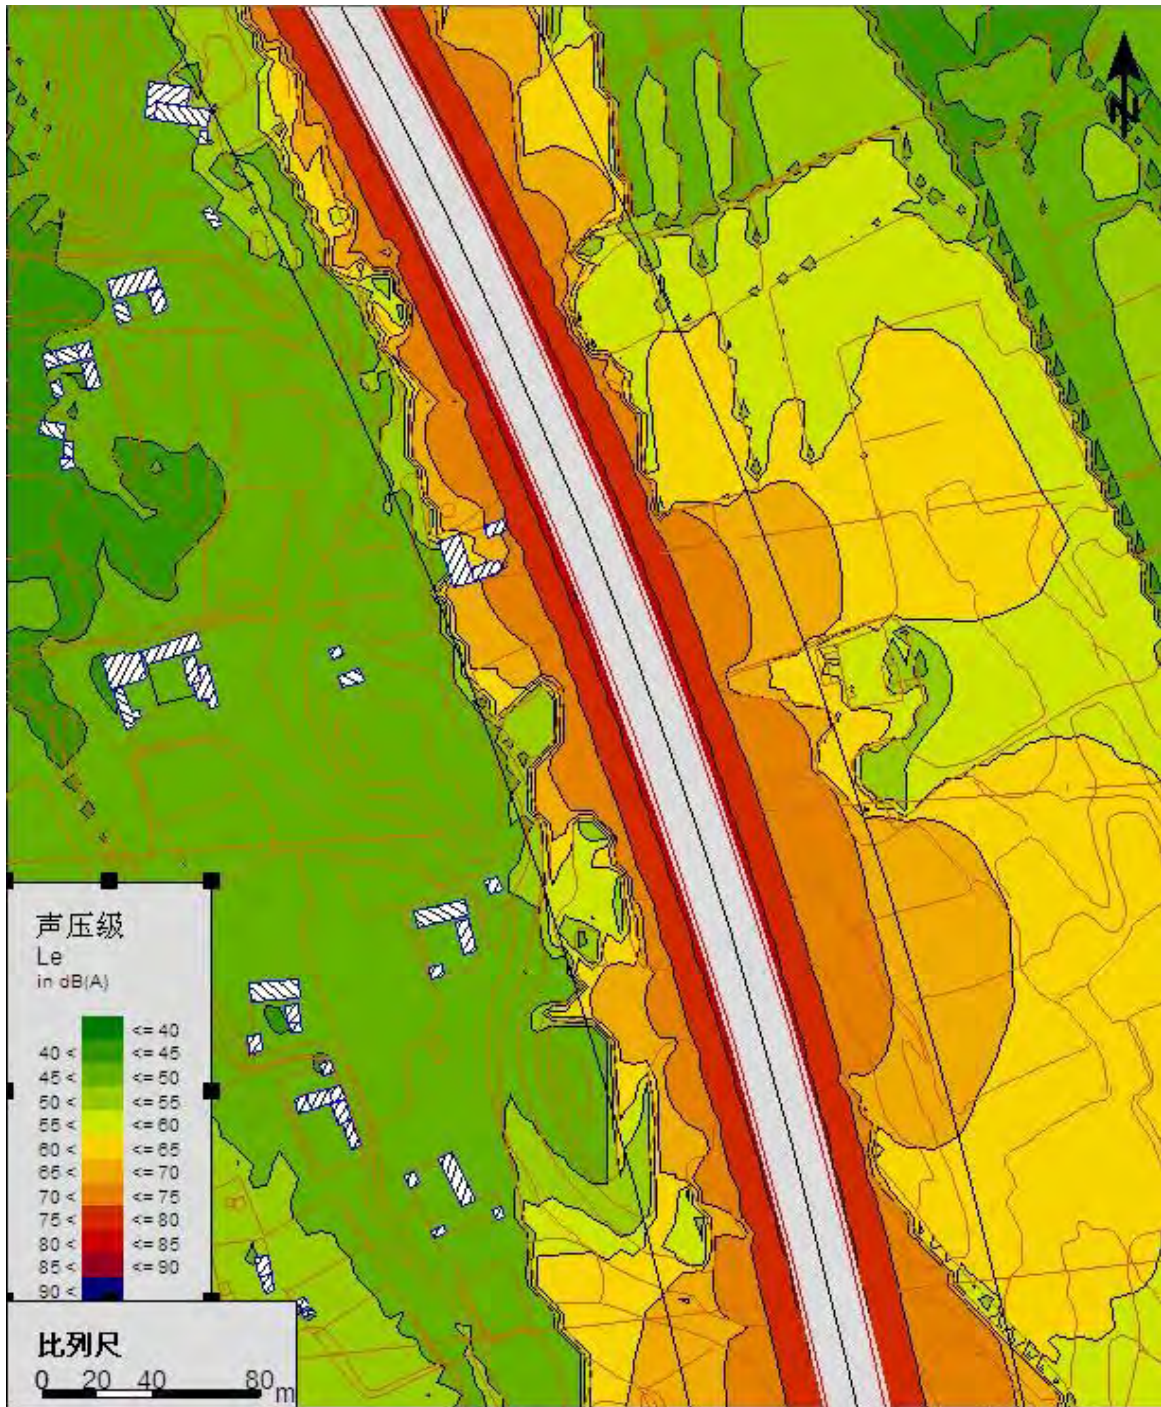 N
声压级
Le
in dB(A)
<= 40
40 < <= 45
45 < <= 50
50 < <= 55
55 < <= 60
60 < <= 65
65 < <= 70
70 < <= 75
75 < <= 80
80 < <= 85
85 < <= 90
90 <
比列尺
0 20 40 80 m